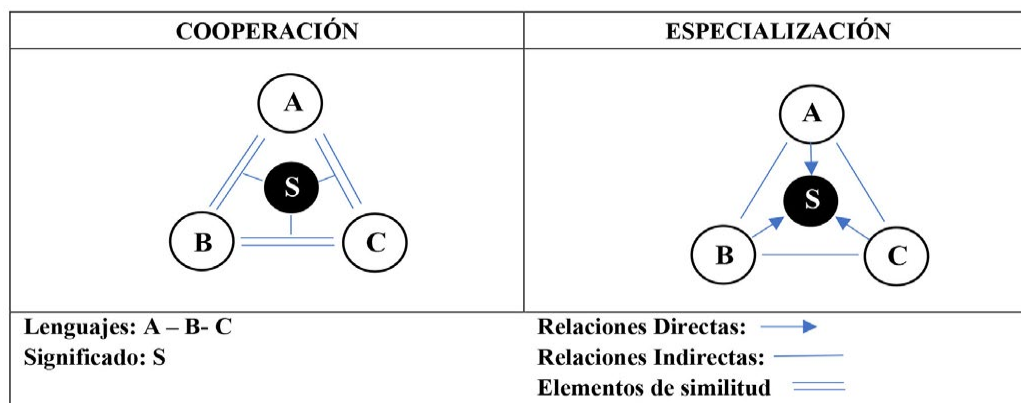 COOPERACIÓN
ESPECIALIZACIÓN
A
S
B
C
A
S
B
C
Lenguajes: A – B- C
Significado: S
Relaciones Directas:
Relaciones Indirectas:
Elementos de similitud